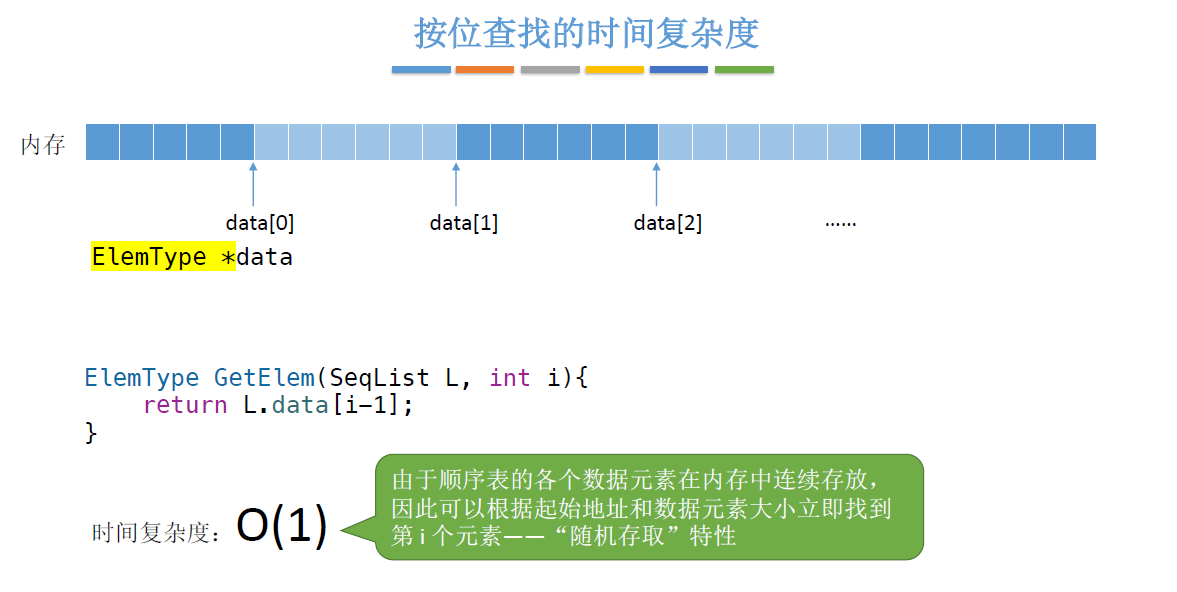 按位查找的时间复杂度
内存
data[0] data[1] data[2] ……
ElemType *data
ElemType GetElem(SeqList L, int i){
    return L.data[i-1];
}
时间复杂度：O(1)
由于顺序表的各个数据元素在内存中连续存放，
因此可以根据起始地址和数据元素大小立即找到
第i个元素——“随机存取”特性